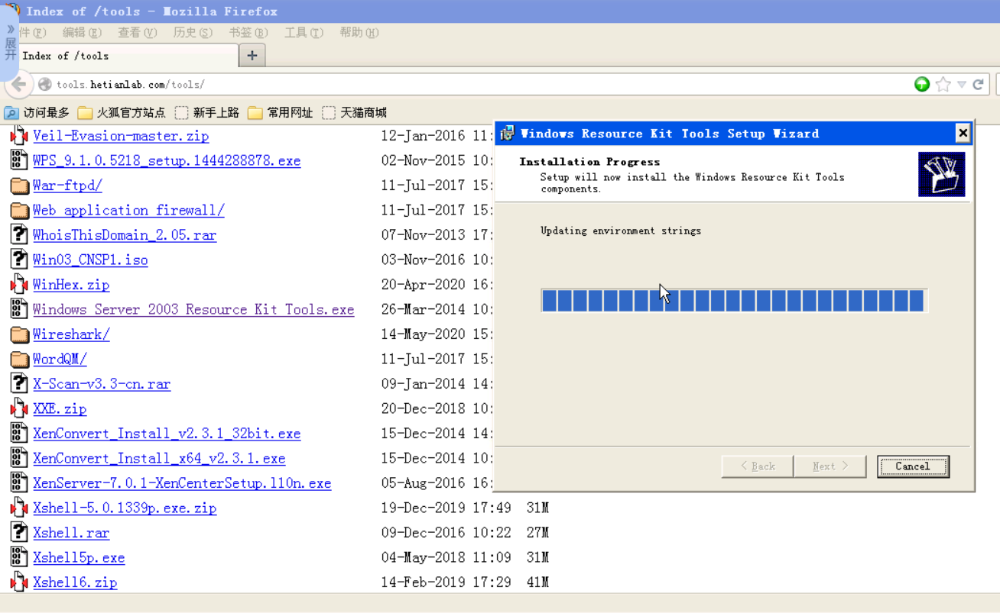 Index of /tools - Mozilla Firefox
» 展开
件(F) 编辑(E) 查看(V) 历史(S) 书签(B) 工具(T) 帮助(H)
Index of /tools +
tools.hetianlab.com/tools/
访问最多 火狐官方站点 新手上路 常用网址 天猫商城
Veil-Evasion-master.zip 12-Jan-2016 11:
WPS_9.1.0.5218_setup.1444288878.exe 02-Nov-2015 10:
War-ftpd/ 11-Jul-2017 15:
Web application firewall/ 11-Jul-2017 15:
WhoisThisDomain_2.05.rar 07-Nov-2013 17:
Win03_CNSP1.iso 03-Nov-2016 10:
WinHex.zip 20-Apr-2020 16:
Windows Server 2003 Resource Kit Tools.exe 26-Mar-2014 10:
Wireshark/ 14-May-2020 15:
WordQM/ 11-Jul-2017 15:
X-Scan-v3.3-cn.rar 09-Jan-2014 14:
XXE.zip 20-Dec-2018 10:
XenConvert_Install_v2.3.1_32bit.exe 15-Dec-2014 14:
XenConvert_Install_x64_v2.3.1.exe 15-Dec-2014 10:
XenServer-7.0.1-XenCenterSetup.l10n.exe 05-Aug-2016 16:
Xshell-5.0.1339p.exe.zip 19-Dec-2019 17:49 31M
Xshell.rar 09-Dec-2016 10:22 27M
Xshell5p.exe 04-May-2018 11:09 31M
Xshell6.zip 14-Feb-2019 17:29 41M
Windows Resource Kit Tools Setup Wizard
Installation Progress
Setup will now install the Windows Resource Kit Tools
components.
Updating environment strings
< Back Next > Cancel